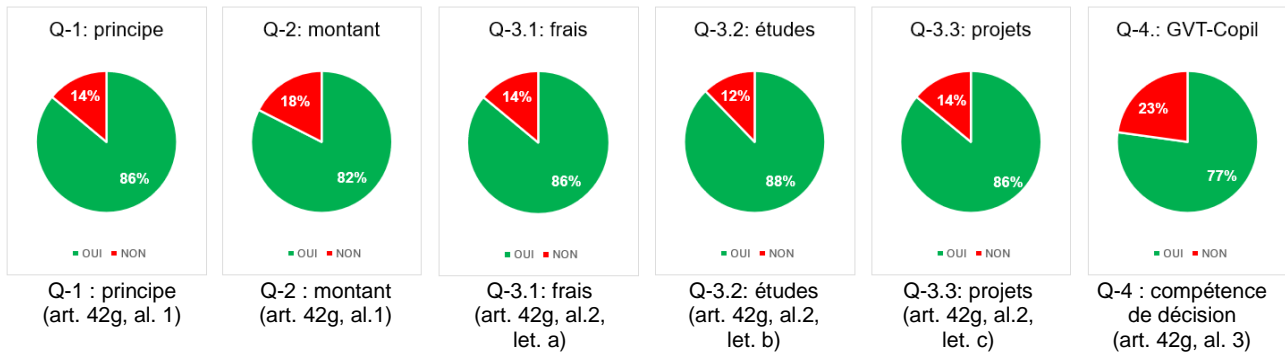 Q-1: principe
14%
86%
OUI NON
Q-1 : principe
(art. 42g, al. 1)
Q-2: montant
18%
82%
OUI NON
Q-2 : montant
(art. 42g, al.1)
Q-3.1: frais
14%
86%
OUI NON
Q-3.1: frais
(art. 42g, al.2,
let. a)
Q-3.2: études
12%
88%
OUI NON
Q-3.2: études
(art. 42g, al.2,
let. b)
Q-3.3: projets
14%
86%
OUI NON
Q-3.3: projets
(art. 42g, al.2,
let. c)
Q-4.: GVT-Copil
23%
77%
OUI NON
Q-4 : compétence
de décision
(art. 42g, al. 3)